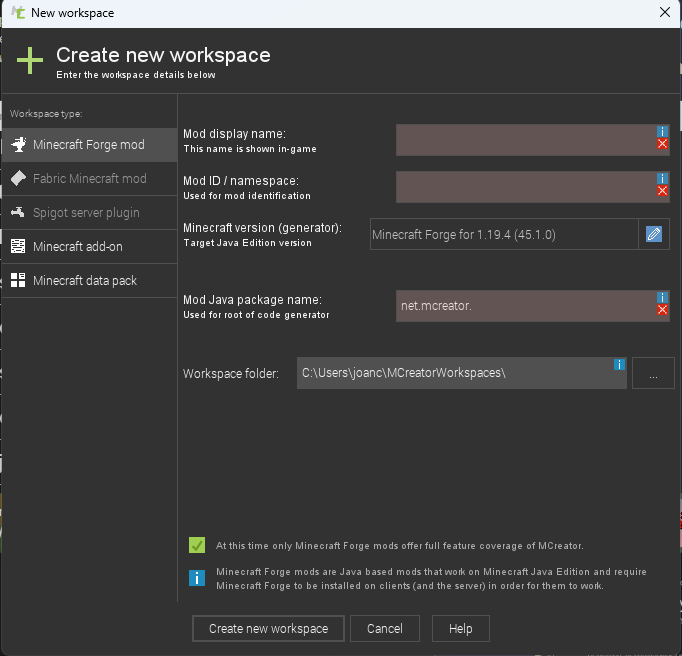 New workspace
Create new workspace
Enter the workspace details below
Workspace type:
Minecraft Forge mod
Fabric Minecraft mod
Spigot server plugin
Minecraft add-on
Minecraft data pack
Mod display name:
This name is shown in-game
Mod ID / namespace:
Used for mod identification
Minecraft version (generator):
Target Java Edition version
Minecraft Forge for 1.19.4 (45.1.0)
Mod Java package name:
Used for root of code generator
net.mcreator.
Workspace folder:
C:\Users\joanc\MCreatorWorkspaces\
...
At this time only Minecraft Forge mods offer full feature coverage of MCreator.
Minecraft Forge mods are Java based mods that work on Minecraft Java Edition and require
Minecraft Forge to be installed on clients (and the server) in order for them to work.
Create new workspace
Cancel
Help